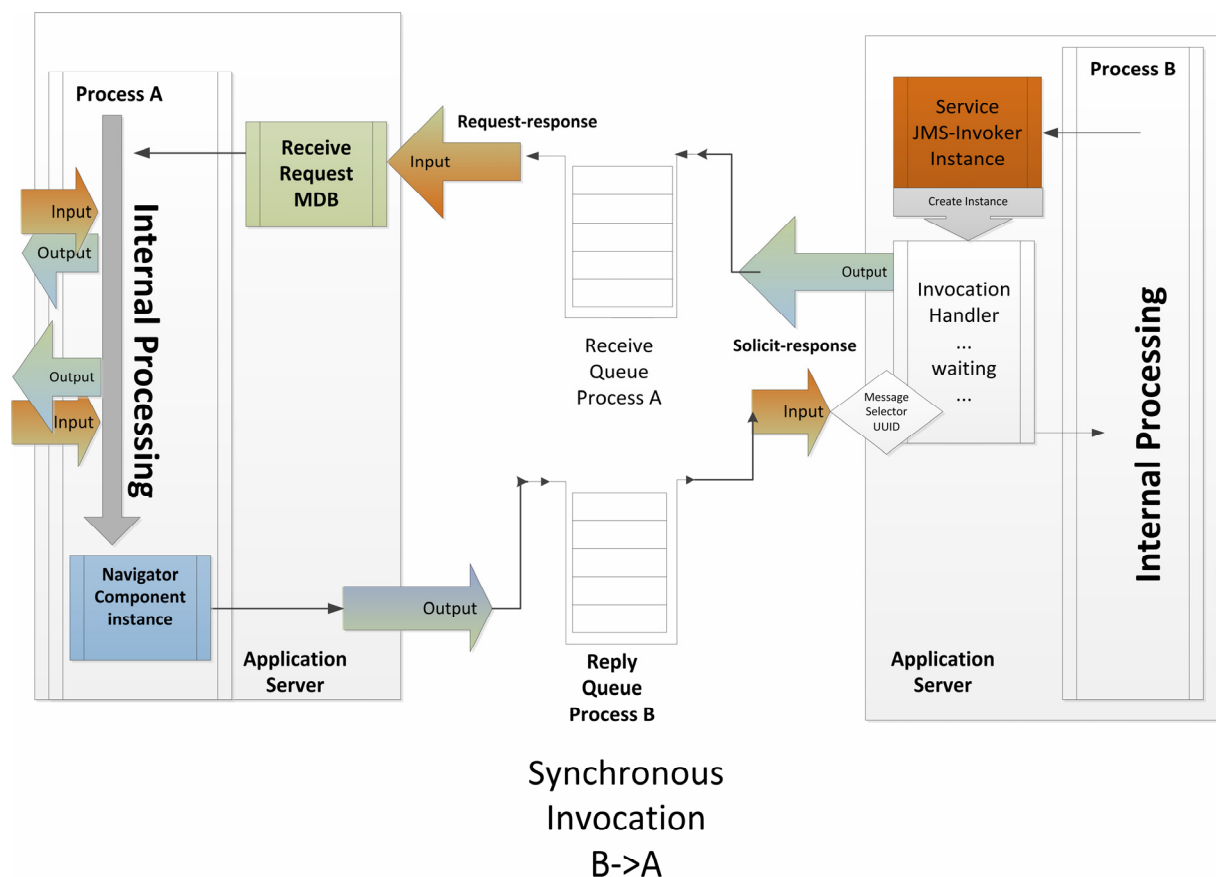 Process A
Internal Processing
Input
Output
Output
Input
Navigator
Component
instance
Application
Server
Receive
Request
MDB
Request-response
Input
Receive
Queue
Process A
Output
Reply
Queue
Process B
Solicit-response
Output
Input
Message
Selector
UUID
Service
JMS-Invoker
Instance
Create Instance
Invocation
Handler
...
waiting
...
Application
Server
Process B
Internal Processing
Synchronous
Invocation
B->A